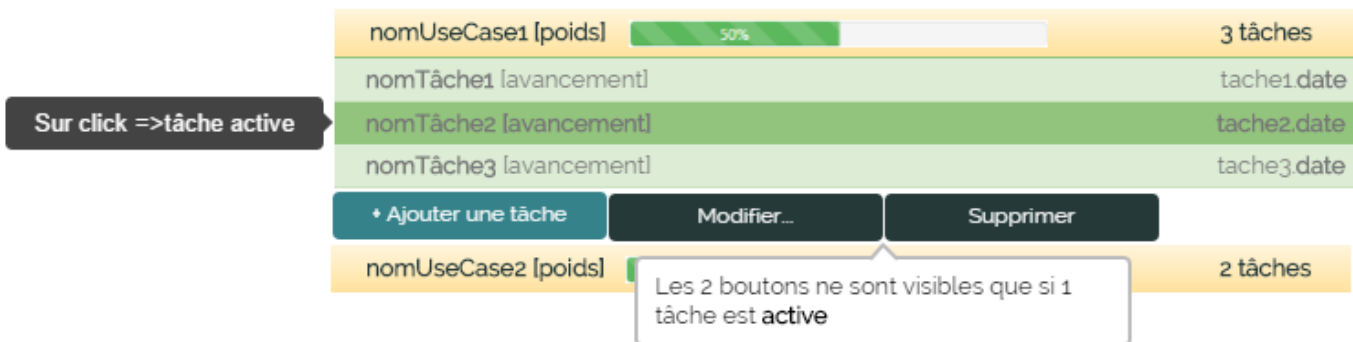 nomUseCase1 [poids] 50% 3 tâches
nomTâche1 [avancement] tache1.date
Sur click =>tâche active
nomTâche2 [avancement] tache2.date
nomTâche3 [avancement] tache3.date
+ Ajouter une tâche Modifier... Supprimer
nomUseCase2 [poids] 2 tâches
Les 2 boutons ne sont visibles que si 1
tâche est active